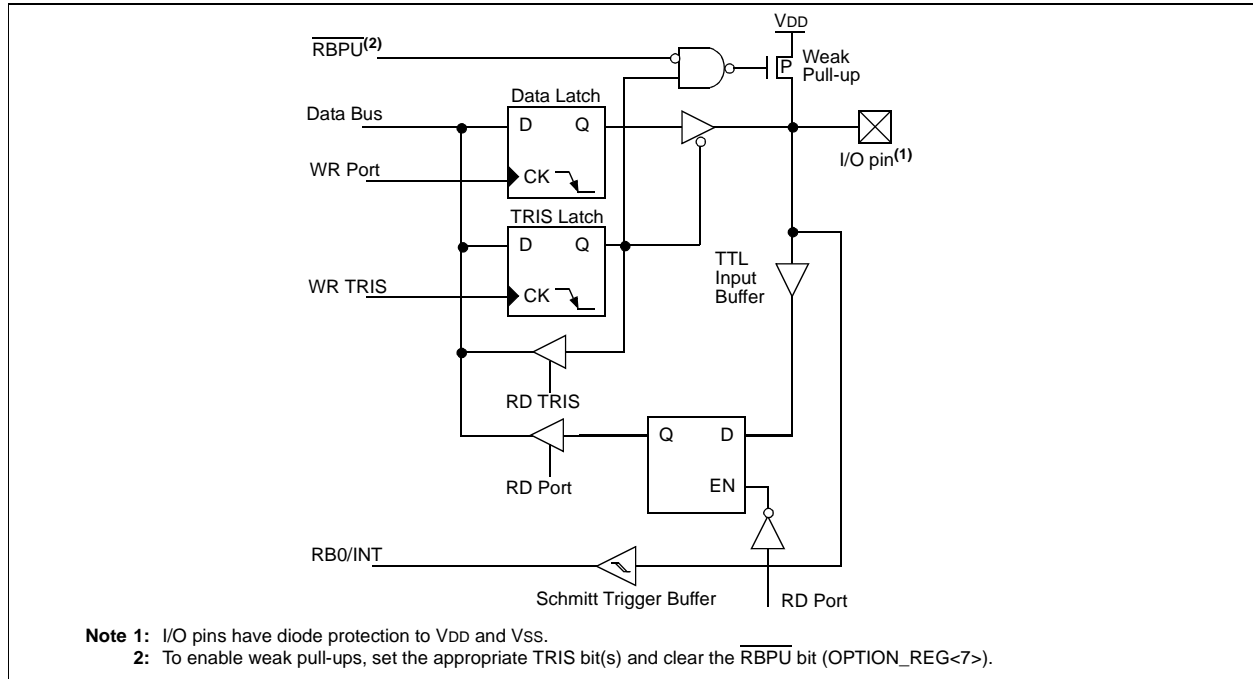 VDD
RBPU(2)
P
Weak
Pull-up
Data Latch
Data Bus
D Q
I/O pin(1)
WR Port
CK
TRIS Latch
D Q
TTL
Input
Buffer
WR TRIS
CK
RD TRIS
Q D
RD Port
EN
RB0/INT
Schmitt Trigger Buffer
RD Port
Note 1: I/O pins have diode protection to VDD and VSS.
2: To enable weak pull-ups, set the appropriate TRIS bit(s) and clear the RBPU bit (OPTION_REG<7>).